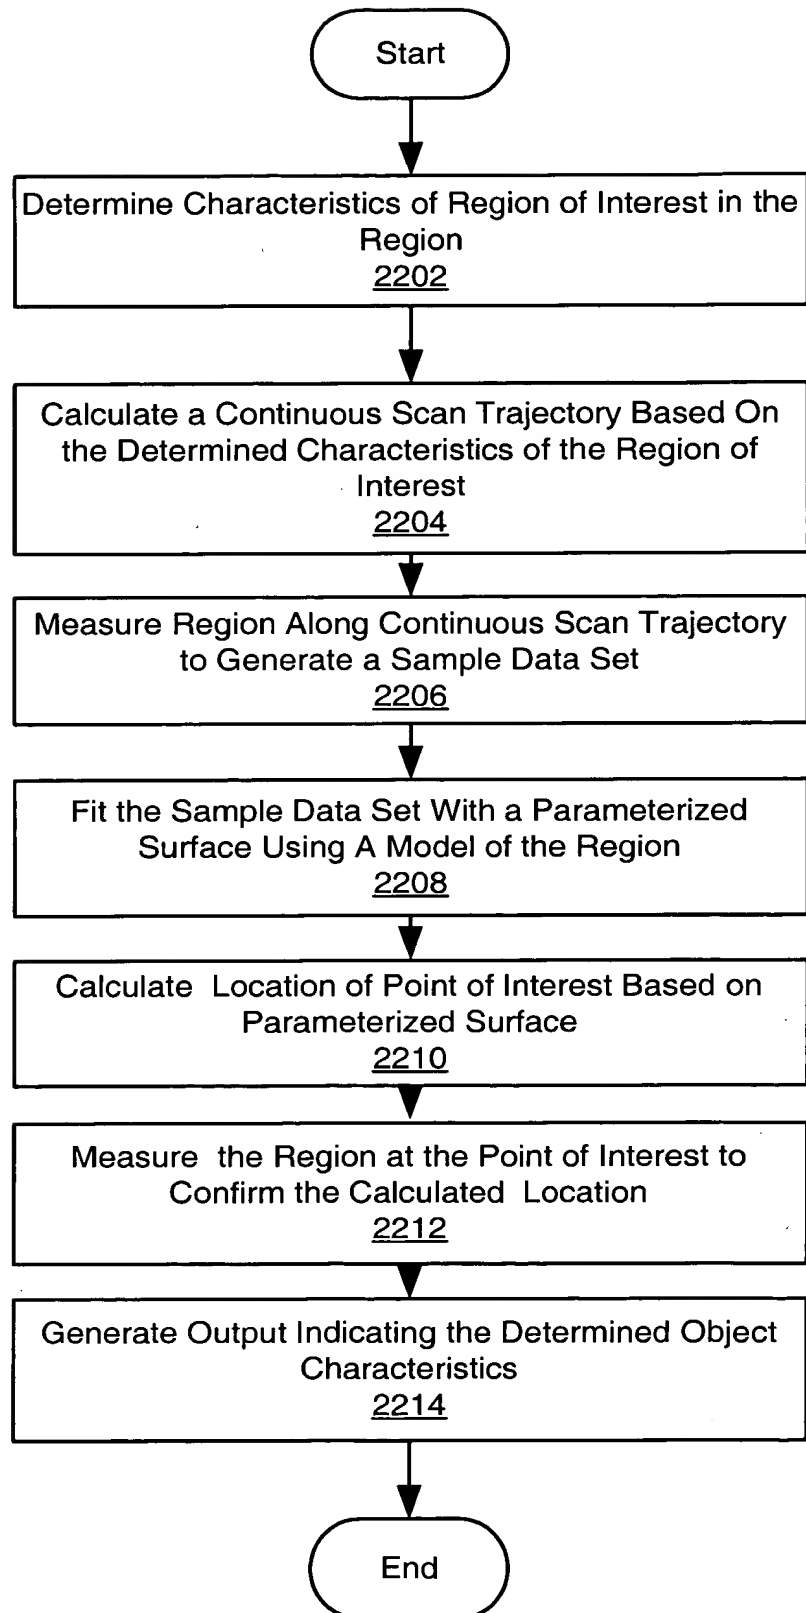 Start
Determine Characteristics of Region of Interest in the
Region
2202
Calculate a Continuous Scan Trajectory Based On
the Determined Characteristics of the Region of
Interest
2204
Measure Region Along Continuous Scan Trajectory
to Generate a Sample Data Set
2206
Fit the Sample Data Set With a Parameterized
Surface Using A Model of the Region
2208
Calculate Location of Point of Interest Based on
Parameterized Surface
2210
Measure the Region at the Point of Interest to
Confirm the Calculated Location
2212
Generate Output Indicating the Determined Object
Characteristics
2214
End